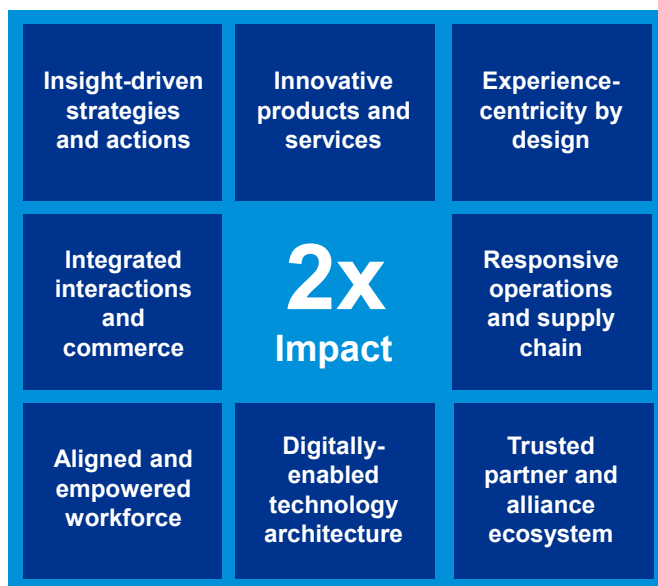 Insight-driven
strategies
and actions
Innovative
products and
services
Experience-
centricity by
design
Integrated
interactions
and
commerce
2x
Impact
Responsive
operations
and supply
chain
Aligned and
empowered
workforce
Digitally-
enabled
technology
architecture
Trusted
partner and
alliance
ecosystem